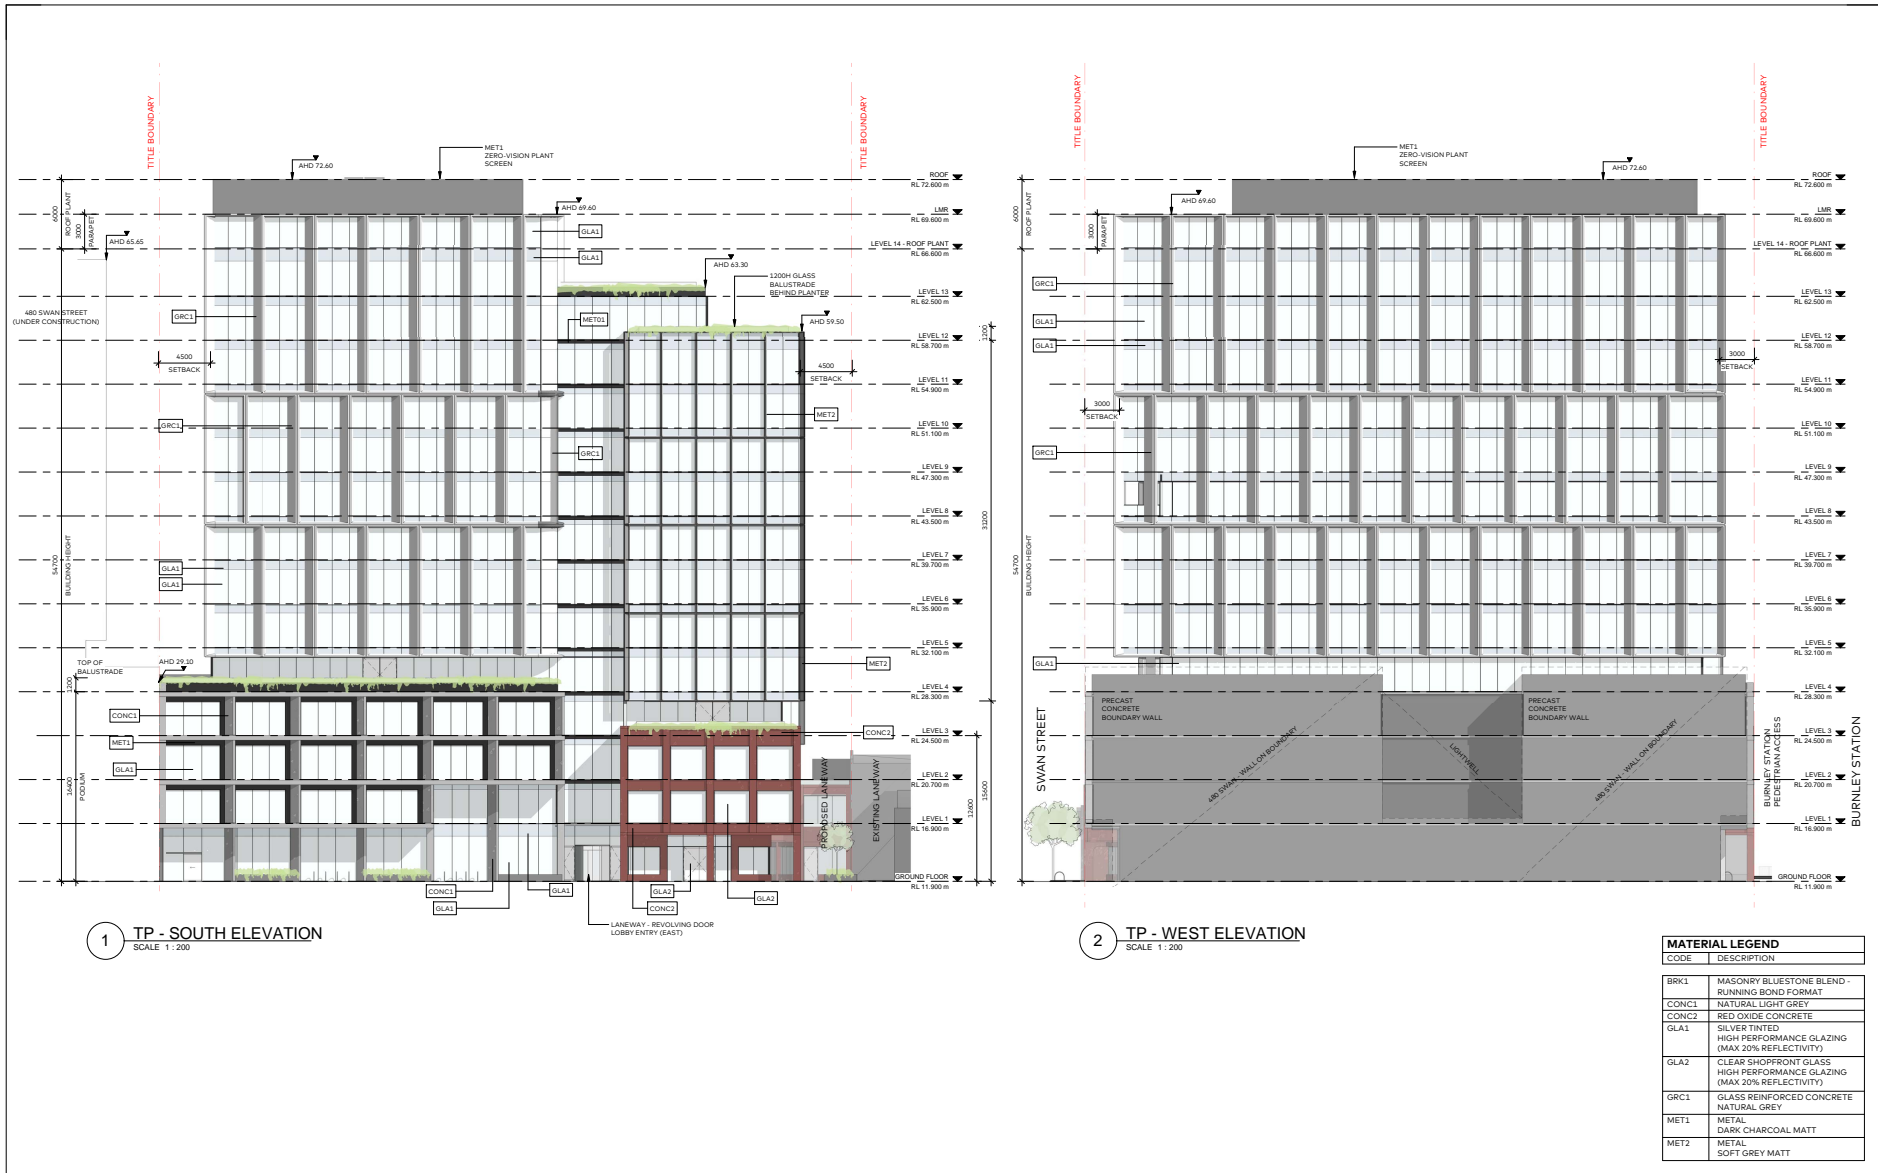 TITLE BOUNDARY
TITLE BOUNDARY
AHD 72.60
MET1
ZERO-VISION PLANT
SCREEN
ROOF
RL 72.600 m
AHD 69.60
LMR
RL 69.600 m
6000
ROOF PLANT
3000
PARAPET
AHD 65.65
GLA1
GLA1
LEVEL 14 - ROOF PLANT
RL 66.600 m
AHD 63.30
1200H GLASS
BALUSTRADE
BEHIND PLANTER
LEVEL 13
RL 62.500 m
480 SWAN STREET
(UNDER CONSTRUCTION)
GRC1
MET01
AHD 59.50
1200
LEVEL 12
RL 58.700 m
4500
SETBACK
4500
SETBACK
LEVEL 11
RL 54.900 m
MET2
GRC1
LEVEL 10
RL 51.100 m
GRC1
LEVEL 9
RL 47.300 m
LEVEL 8
RL 43.500 m
31200
54700
BUILDING HEIGHT
GLA1
GLA1
LEVEL 7
RL 39.700 m
LEVEL 6
RL 35.900 m
LEVEL 5
RL 32.100 m
TOP OF
BALUSTRADE
AHD 29.10
MET2
1200
LEVEL 4
RL 28.300 m
CONC1
MET1
GLA1
CONC2
LEVEL 3
RL 24.500 m
16400
PODIUM
PROPOSED LANEWAY
EXISTING LANEWAY
LEVEL 2
RL 20.700 m
12600
15600
LEVEL 1
RL 16.900 m
GROUND FLOOR
RL 11.900 m
CONC1
GLA1
GLA1
GLA2
CONC2
GLA2
LANEWAY - REVOLVING DOOR
LOBBY ENTRY (EAST)
1
TP - SOUTH ELEVATION
SCALE 1 : 200
TITLE BOUNDARY
TITLE BOUNDARY
MET1
ZERO-VISION PLANT
SCREEN
AHD 72.60
ROOF
RL 72.600 m
AHD 69.60
LMR
RL 69.600 m
6000
ROOF PLANT
3000
PARAPET
LEVEL 14 - ROOF PLANT
RL 66.600 m
GRC1
LEVEL 13
RL 62.500 m
GLA1
GLA1
LEVEL 12
RL 58.700 m
3000
SETBACK
LEVEL 11
RL 54.900 m
3000
SETBACK
LEVEL 10
RL 51.100 m
GRC1
LEVEL 9
RL 47.300 m
LEVEL 8
RL 43.500 m
54700
BUILDING HEIGHT
LEVEL 7
RL 39.700 m
LEVEL 6
RL 35.900 m
LEVEL 5
RL 32.100 m
GLA1
LEVEL 4
RL 28.300 m
PRECAST
CONCRETE
BOUNDARY WALL
PRECAST
CONCRETE
BOUNDARY WALL
SWAN STREET
480 SWAN - WALL ON BOUNDARY
LIGHTWELL
480 SWAN - WALL ON BOUNDARY
LEVEL 3
RL 24.500 m
BURNLEY STATION
PEDESTRIAN ACCESS
BURNLEY STATION
LEVEL 2
RL 20.700 m
LEVEL 1
RL 16.900 m
GROUND FLOOR
RL 11.900 m
2
TP - WEST ELEVATION
SCALE 1 : 200
MATERIAL LEGEND
CODE DESCRIPTION
BRK1 MASONRY BLUESTONE BLEND -
RUNNING BOND FORMAT
CONC1 NATURAL LIGHT GREY
CONC2 RED OXIDE CONCRETE
GLA1 SILVER TINTED
HIGH PERFORMANCE GLAZING
(MAX 20% REFLECTIVITY)
GLA2 CLEAR SHOPFRONT GLASS
HIGH PERFORMANCE GLAZING
(MAX 20% REFLECTIVITY)
GRC1 GLASS REINFORCED CONCRETE
NATURAL GREY
MET1 METAL
DARK CHARCOAL MATT
MET2 METAL
SOFT GREY MATT